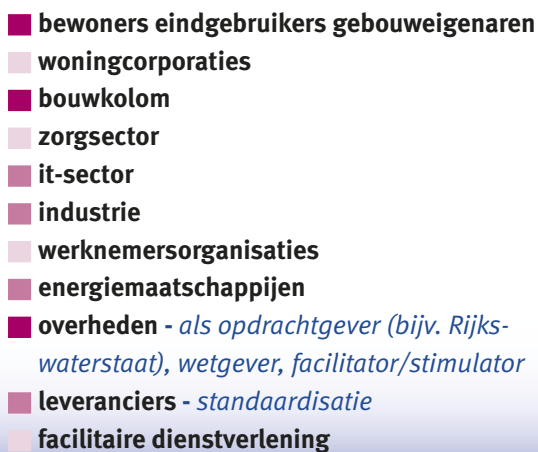 bewoners eindgebruikers gebouweigenaren
woningcorporaties
bouwkolom
zorgsector
it-sector
industrie
werknemersorganisaties
energiemaatschappijen
overheden - als opdrachtgever (bijv. Rijks-
waterstaat), wetgever, facilitator/stimulator
leveranciers - standaardisatie
facilitaire dienstverlening